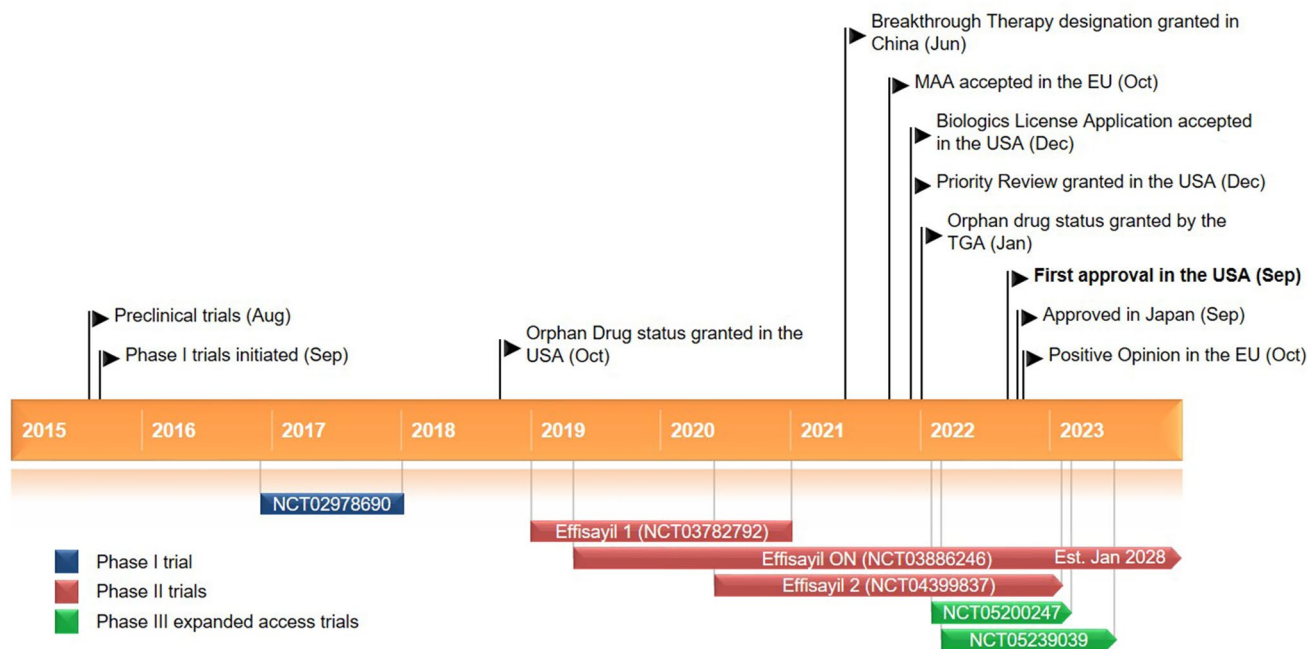 Breakthrough Therapy designation granted in
China (Jun)
MAA accepted in the EU (Oct)
Biologics License Application accepted
in the USA (Dec)
Priority Review granted in the USA (Dec)
Orphan drug status granted by the
TGA (Jan)
First approval in the USA (Sep)
Preclinical trials (Aug)
Approved in Japan (Sep)
Orphan Drug status granted in the
USA (Oct)
Phase I trials initiated (Sep)
Positive Opinion in the EU (Oct)
2015 2016 2017 2018 2019 2020 2021 2022 2023
NCT02978690
Effisayil 1 (NCT03782792)
Effisayil ON (NCT03886246) Est. Jan 2028
Effisayil 2 (NCT04399837)
NCT05200247
NCT05239039
Phase I trial
Phase II trials
Phase III expanded access trials